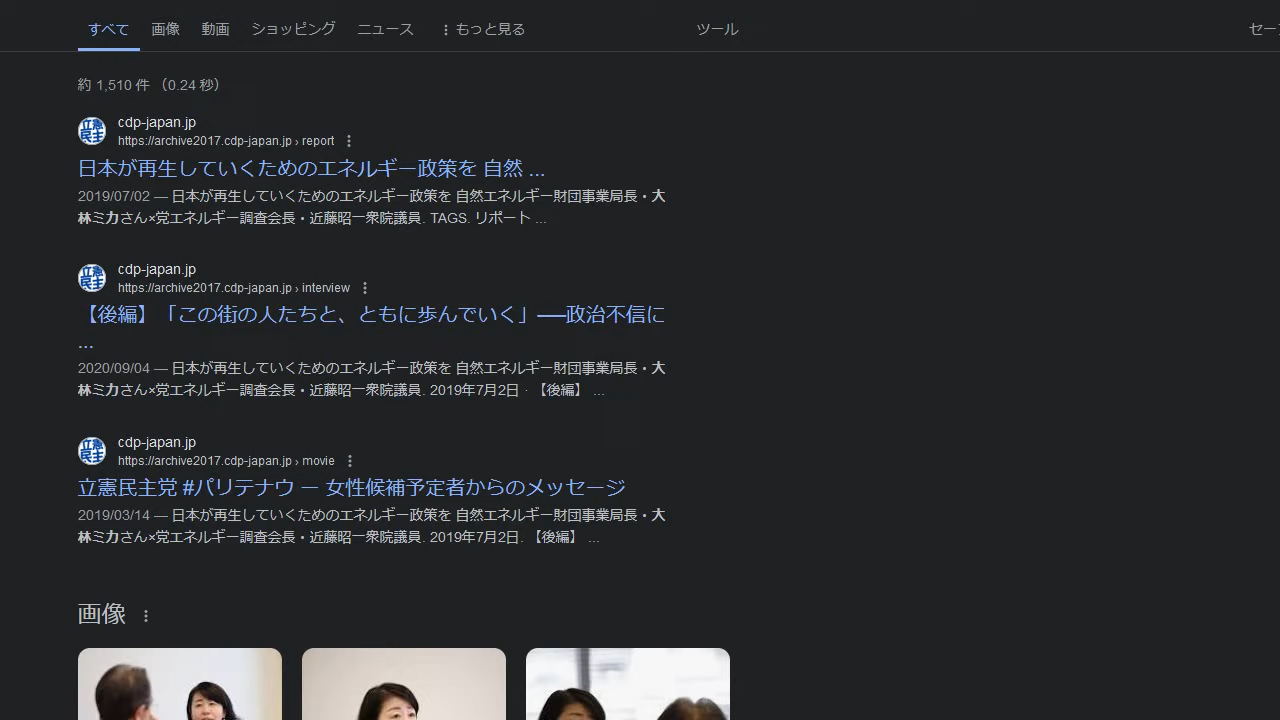 すべて 画像 動画 ショッピング ニュース もっと見る ツール セーフ
約 1,510 件 （0.24 秒）
cdp-japan.jp
https://archive2017.cdp-japan.jp › report
日本が再生していくためのエネルギー政策を 自然 ...
2019/07/02 — 日本が再生していくためのエネルギー政策を 自然エネルギー財団事業局長・大
林ミカさん×党エネルギー調査会長・近藤昭一衆院議員. TAGS. リポート ...
cdp-japan.jp
https://archive2017.cdp-japan.jp › interview
【後編】「この街の人たちと、ともに歩んでいく」──政治不信に
...
2020/09/04 — 日本が再生していくためのエネルギー政策を 自然エネルギー財団事業局長・大
林ミカさん×党エネルギー調査会長・近藤昭一衆院議員. 2019年7月2日 · 【後編】 ...
cdp-japan.jp
https://archive2017.cdp-japan.jp › movie
立憲民主党 #パリテナウ ー 女性候補予定者からのメッセージ
2019/03/14 — 日本が再生していくためのエネルギー政策を 自然エネルギー財団事業局長・大
林ミカさん×党エネルギー調査会長・近藤昭一衆院議員. 2019年7月2日. 【後編】 ...
画像